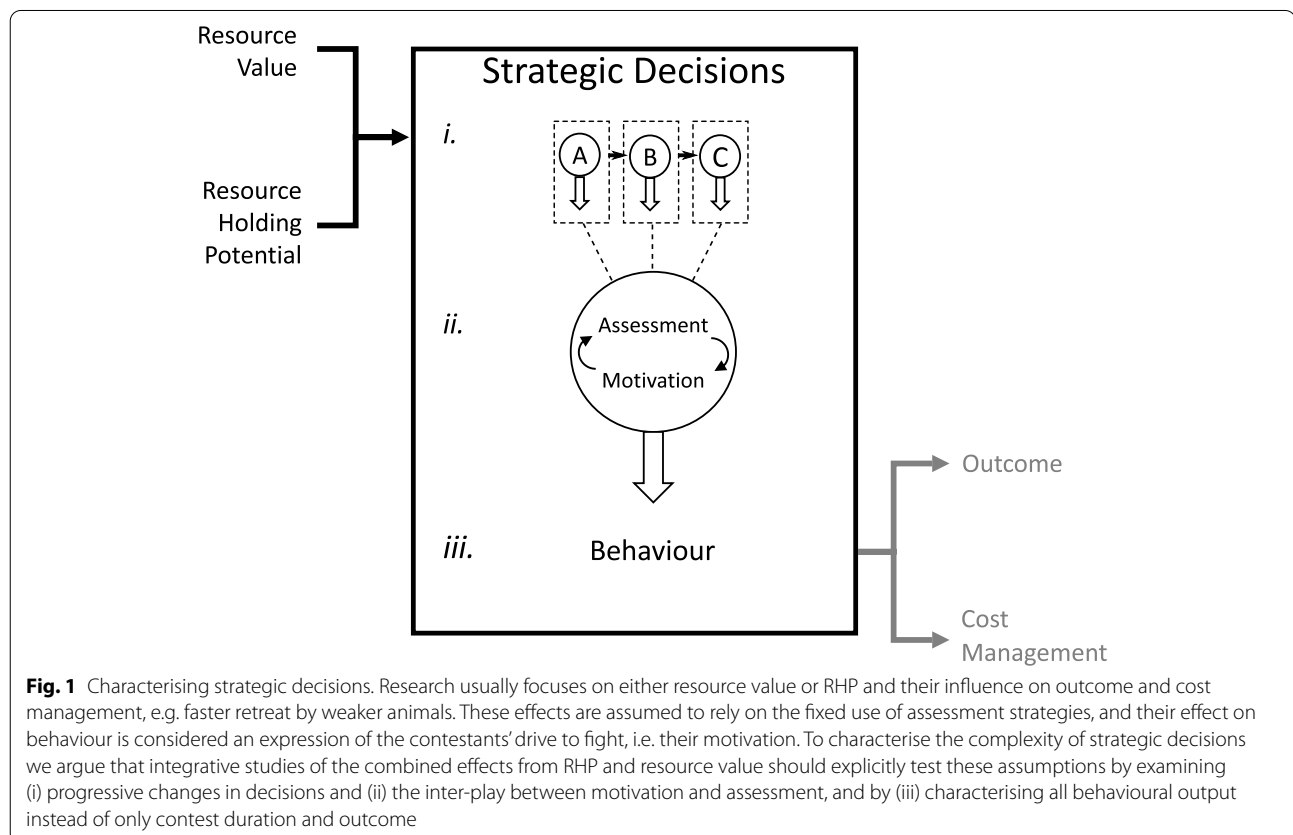 Resource
Value
Resource
Holding
Potential
Strategic Decisions
i.
A
B
C
ii.
Assessment
Motivation
iii.
Behaviour
Outcome
Cost
Management
Fig. 1 Characterising strategic decisions. Research usually focuses on either resource value or RHP and their influence on outcome and cost
management, e.g. faster retreat by weaker animals. These effects are assumed to rely on the fixed use of assessment strategies, and their effect on
behaviour is considered an expression of the contestants’ drive to fight, i.e. their motivation. To characterise the complexity of strategic decisions
we argue that integrative studies of the combined effects from RHP and resource value should explicitly test these assumptions by examining
(i) progressive changes in decisions and (ii) the inter-play between motivation and assessment, and by (iii) characterising all behavioural output
instead of only contest duration and outcome